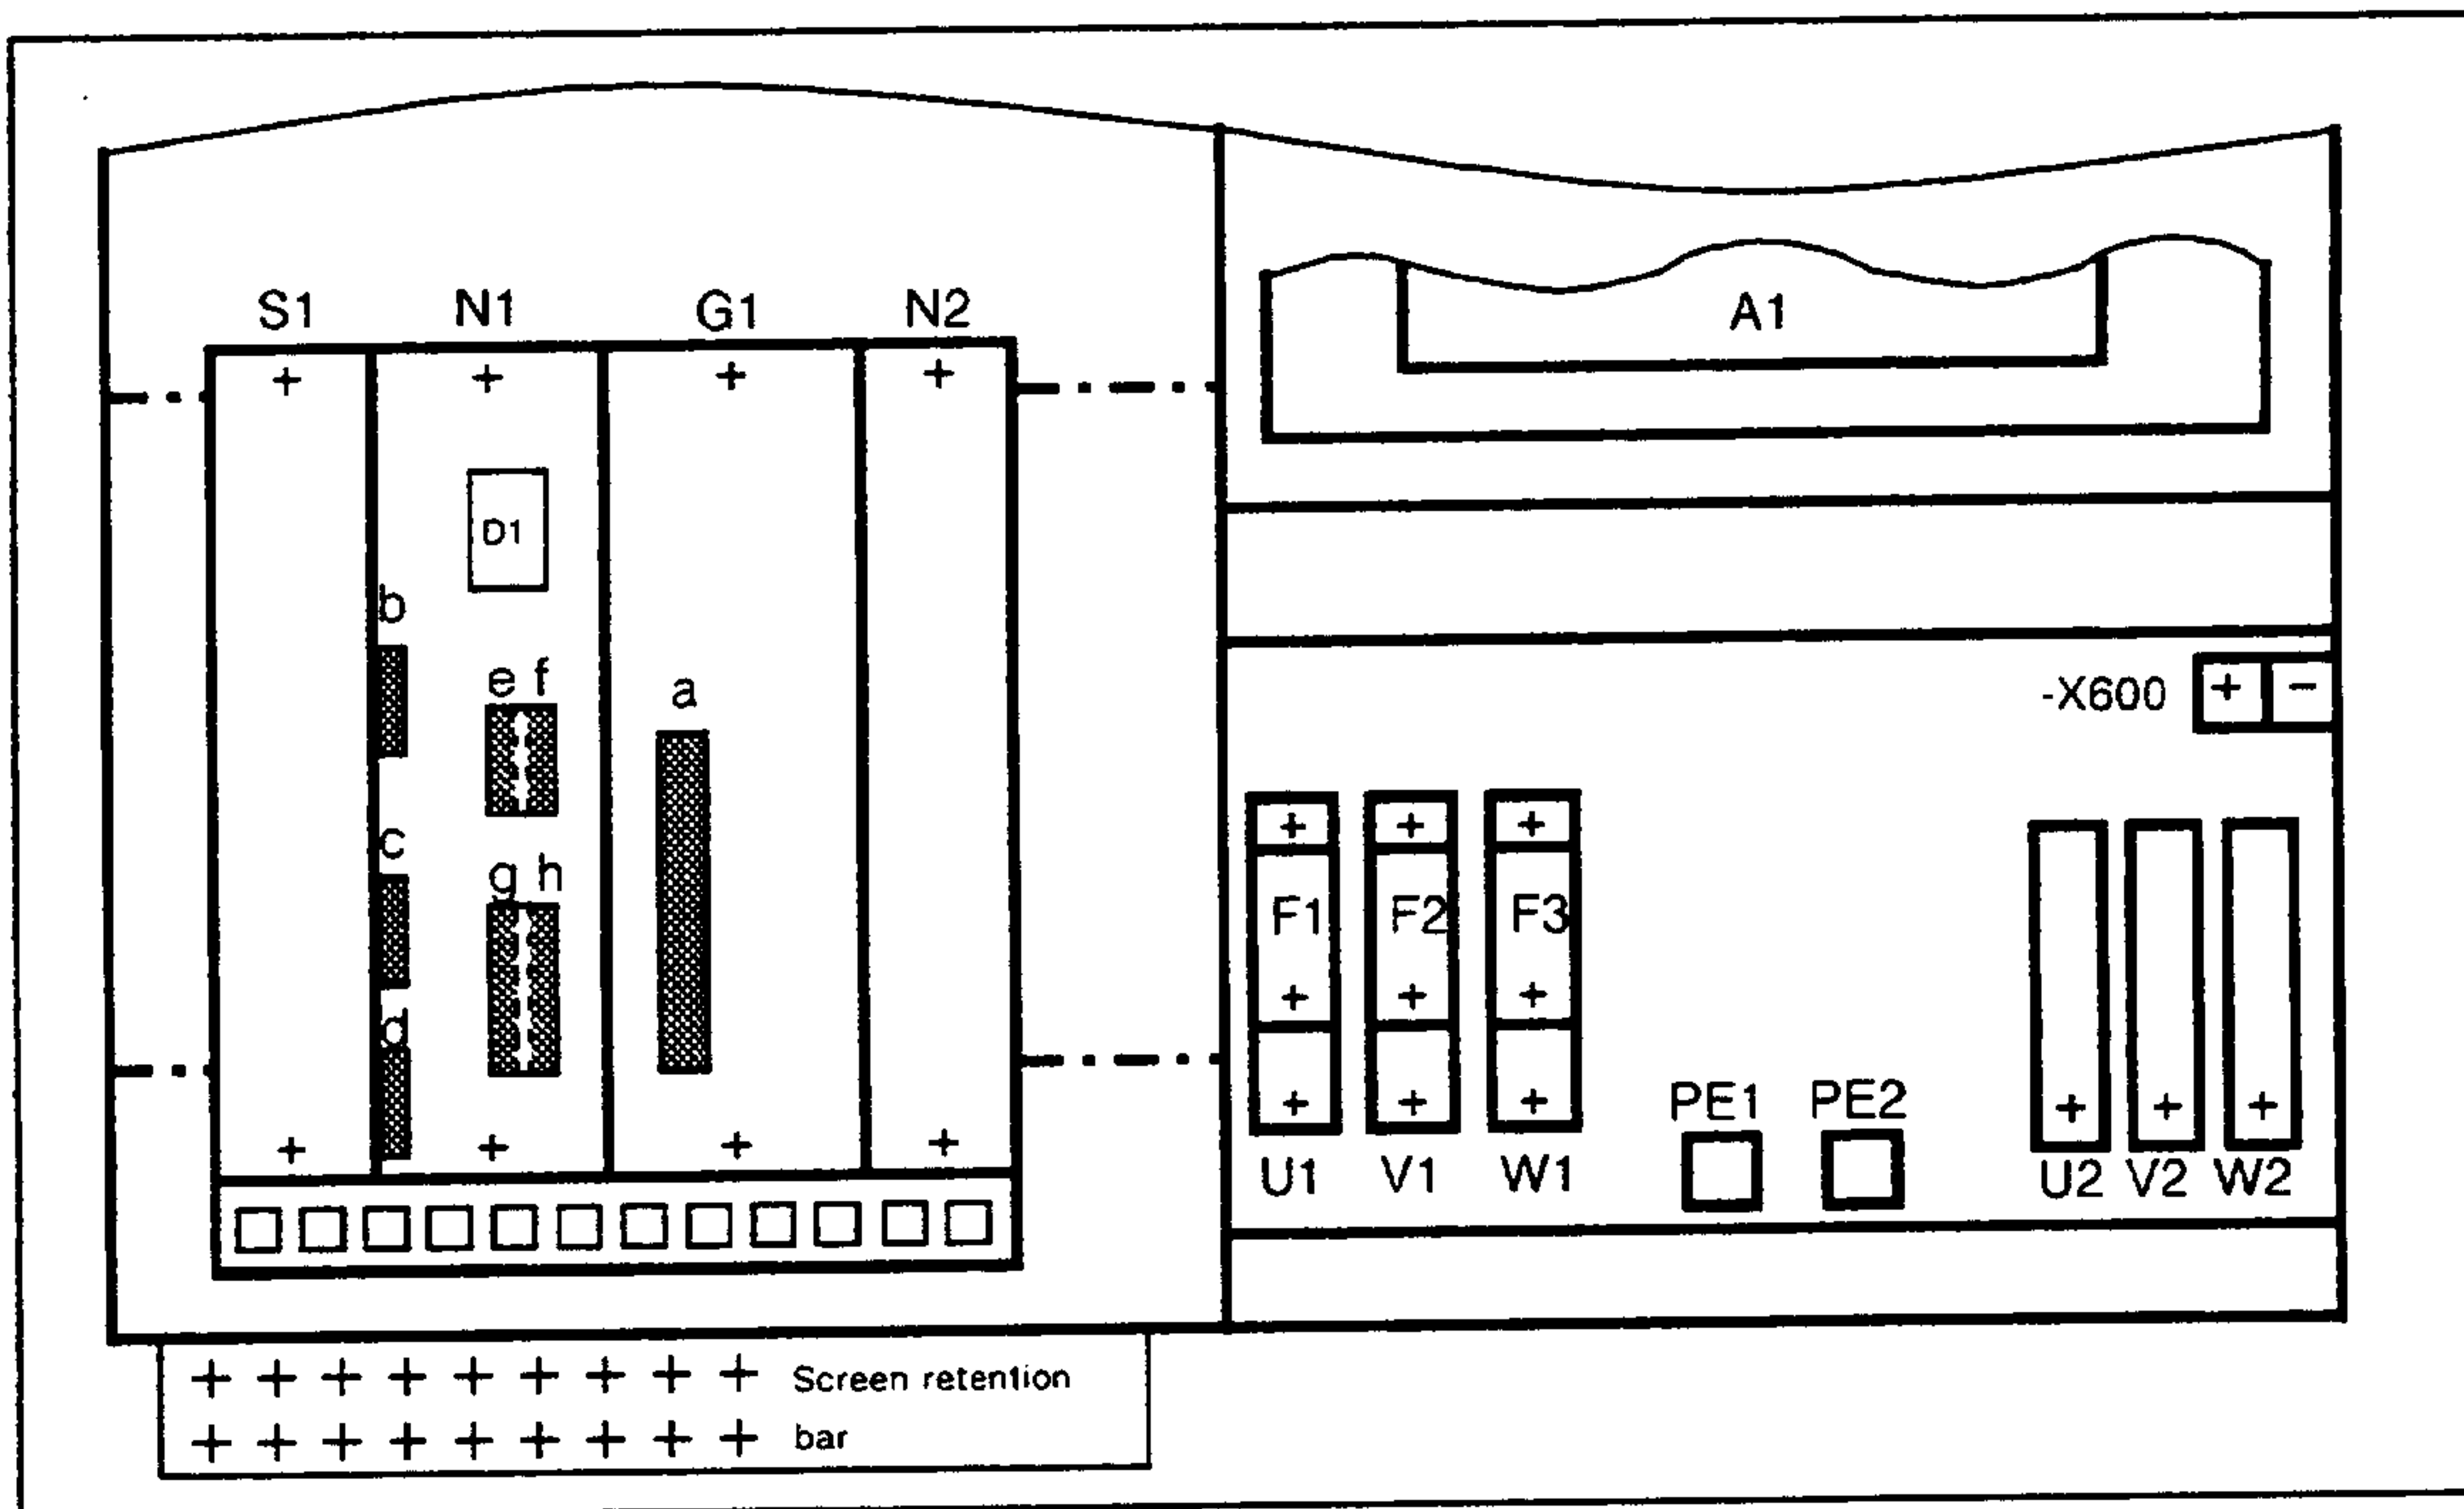 S1 N1 G1 N2
A1
D1
b
e f
a
-X600 + -
c
g h
F1 F2 F3
d
PE1 PE2
U1 V1 W1
U2 V2 W2
Screen retention
bar